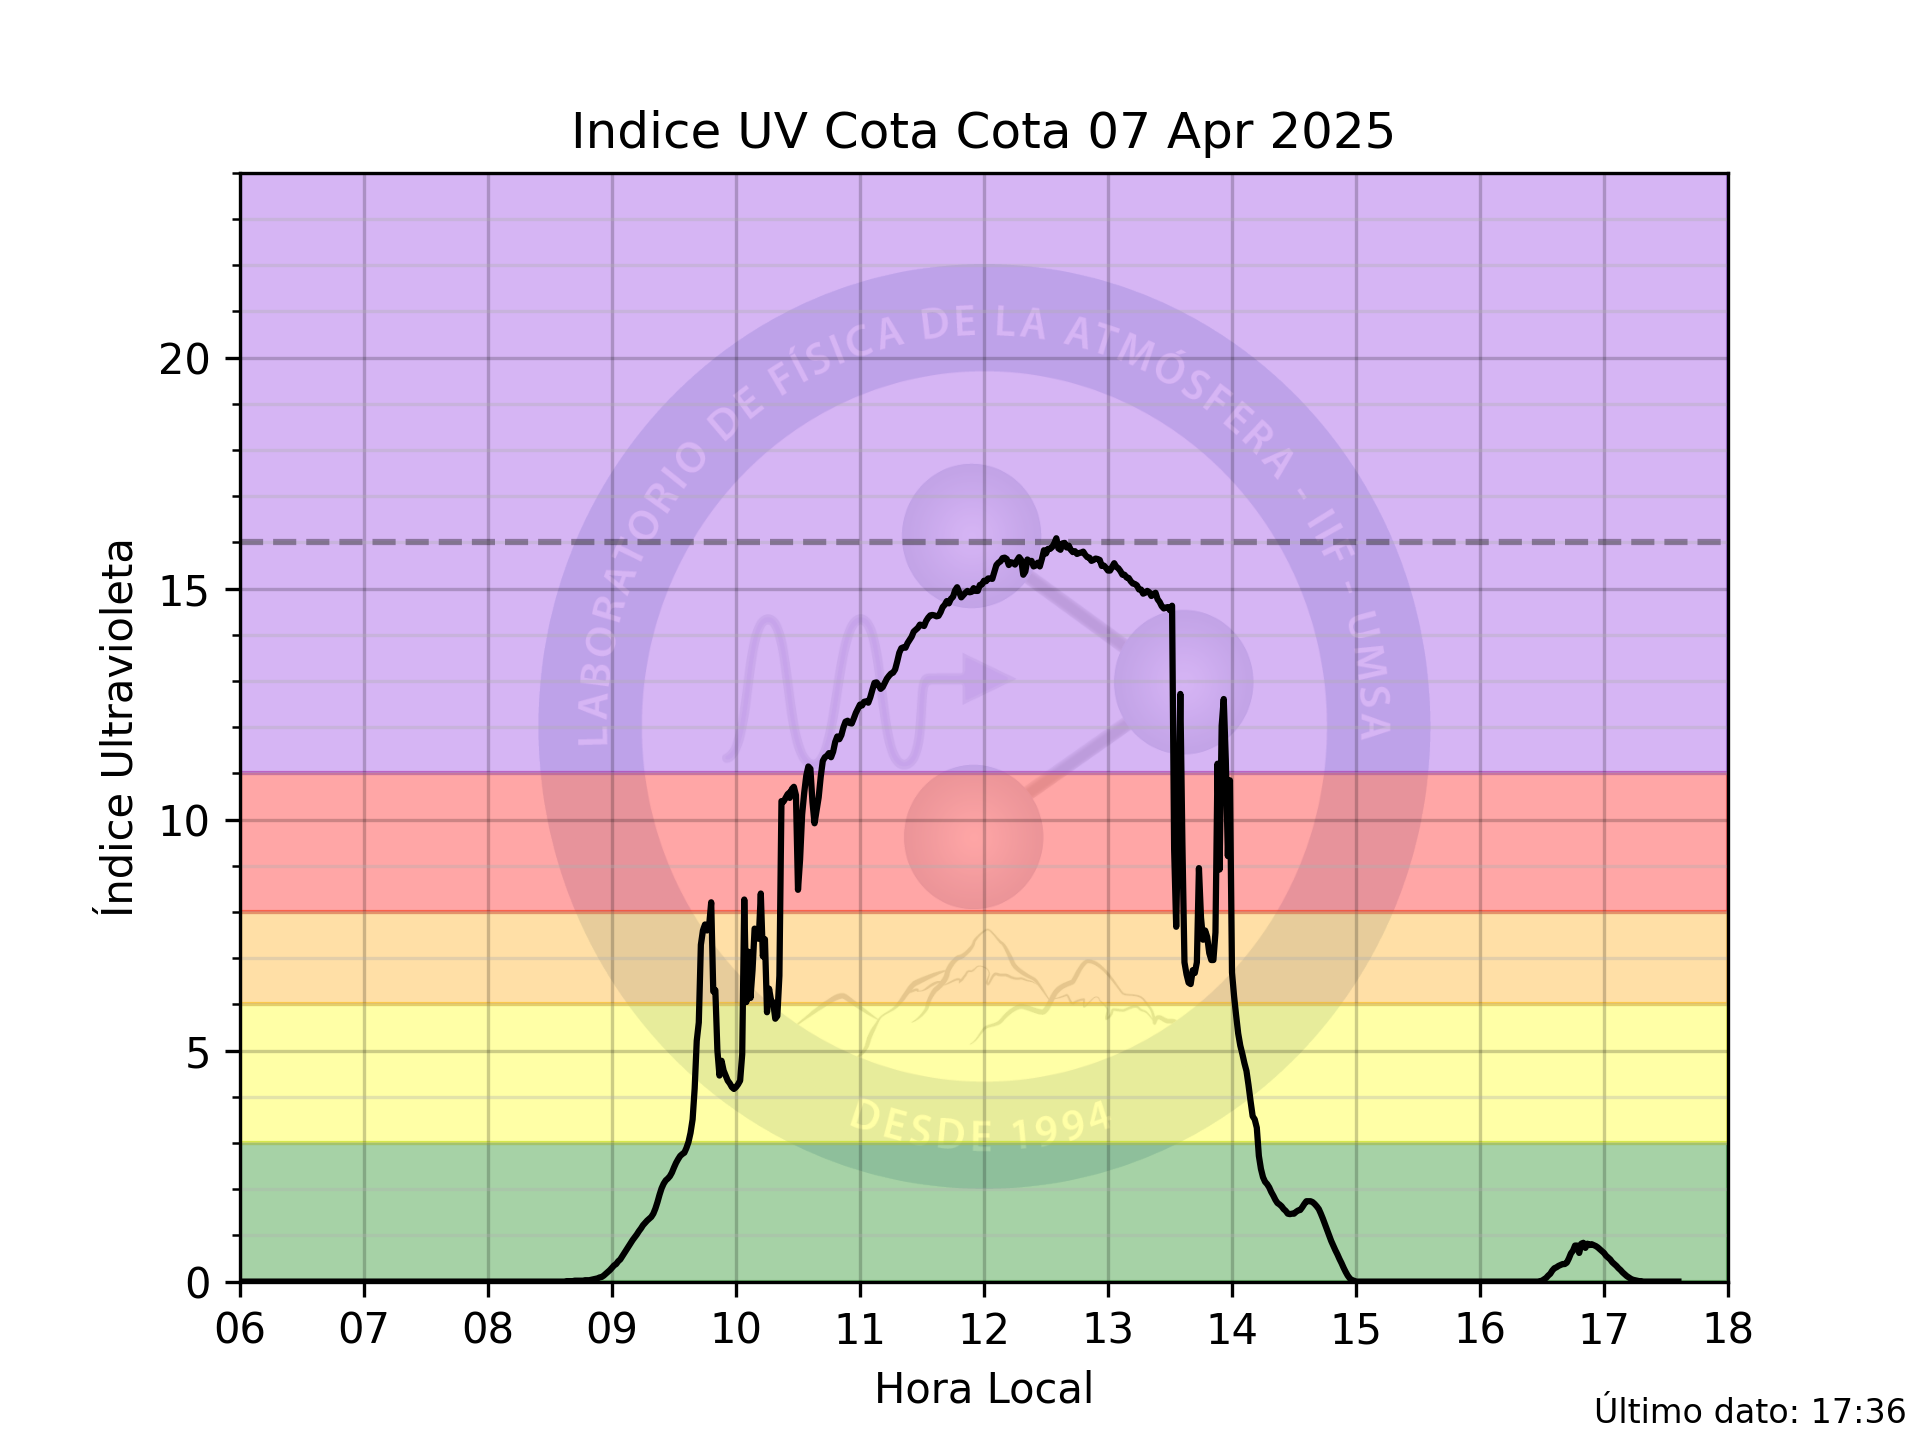 Indice UV Cota Cota 07 Apr 2025
Índice Ultravioleta
20
15
10
5
0
LABORATORIO DE FÍSICA DE LA ATMÓSFERA - IIF - UMSA
DESDE 1994
06 07 08 09 10 11 12 13 14 15 16 17 18
Hora Local
Último dato: 17:36